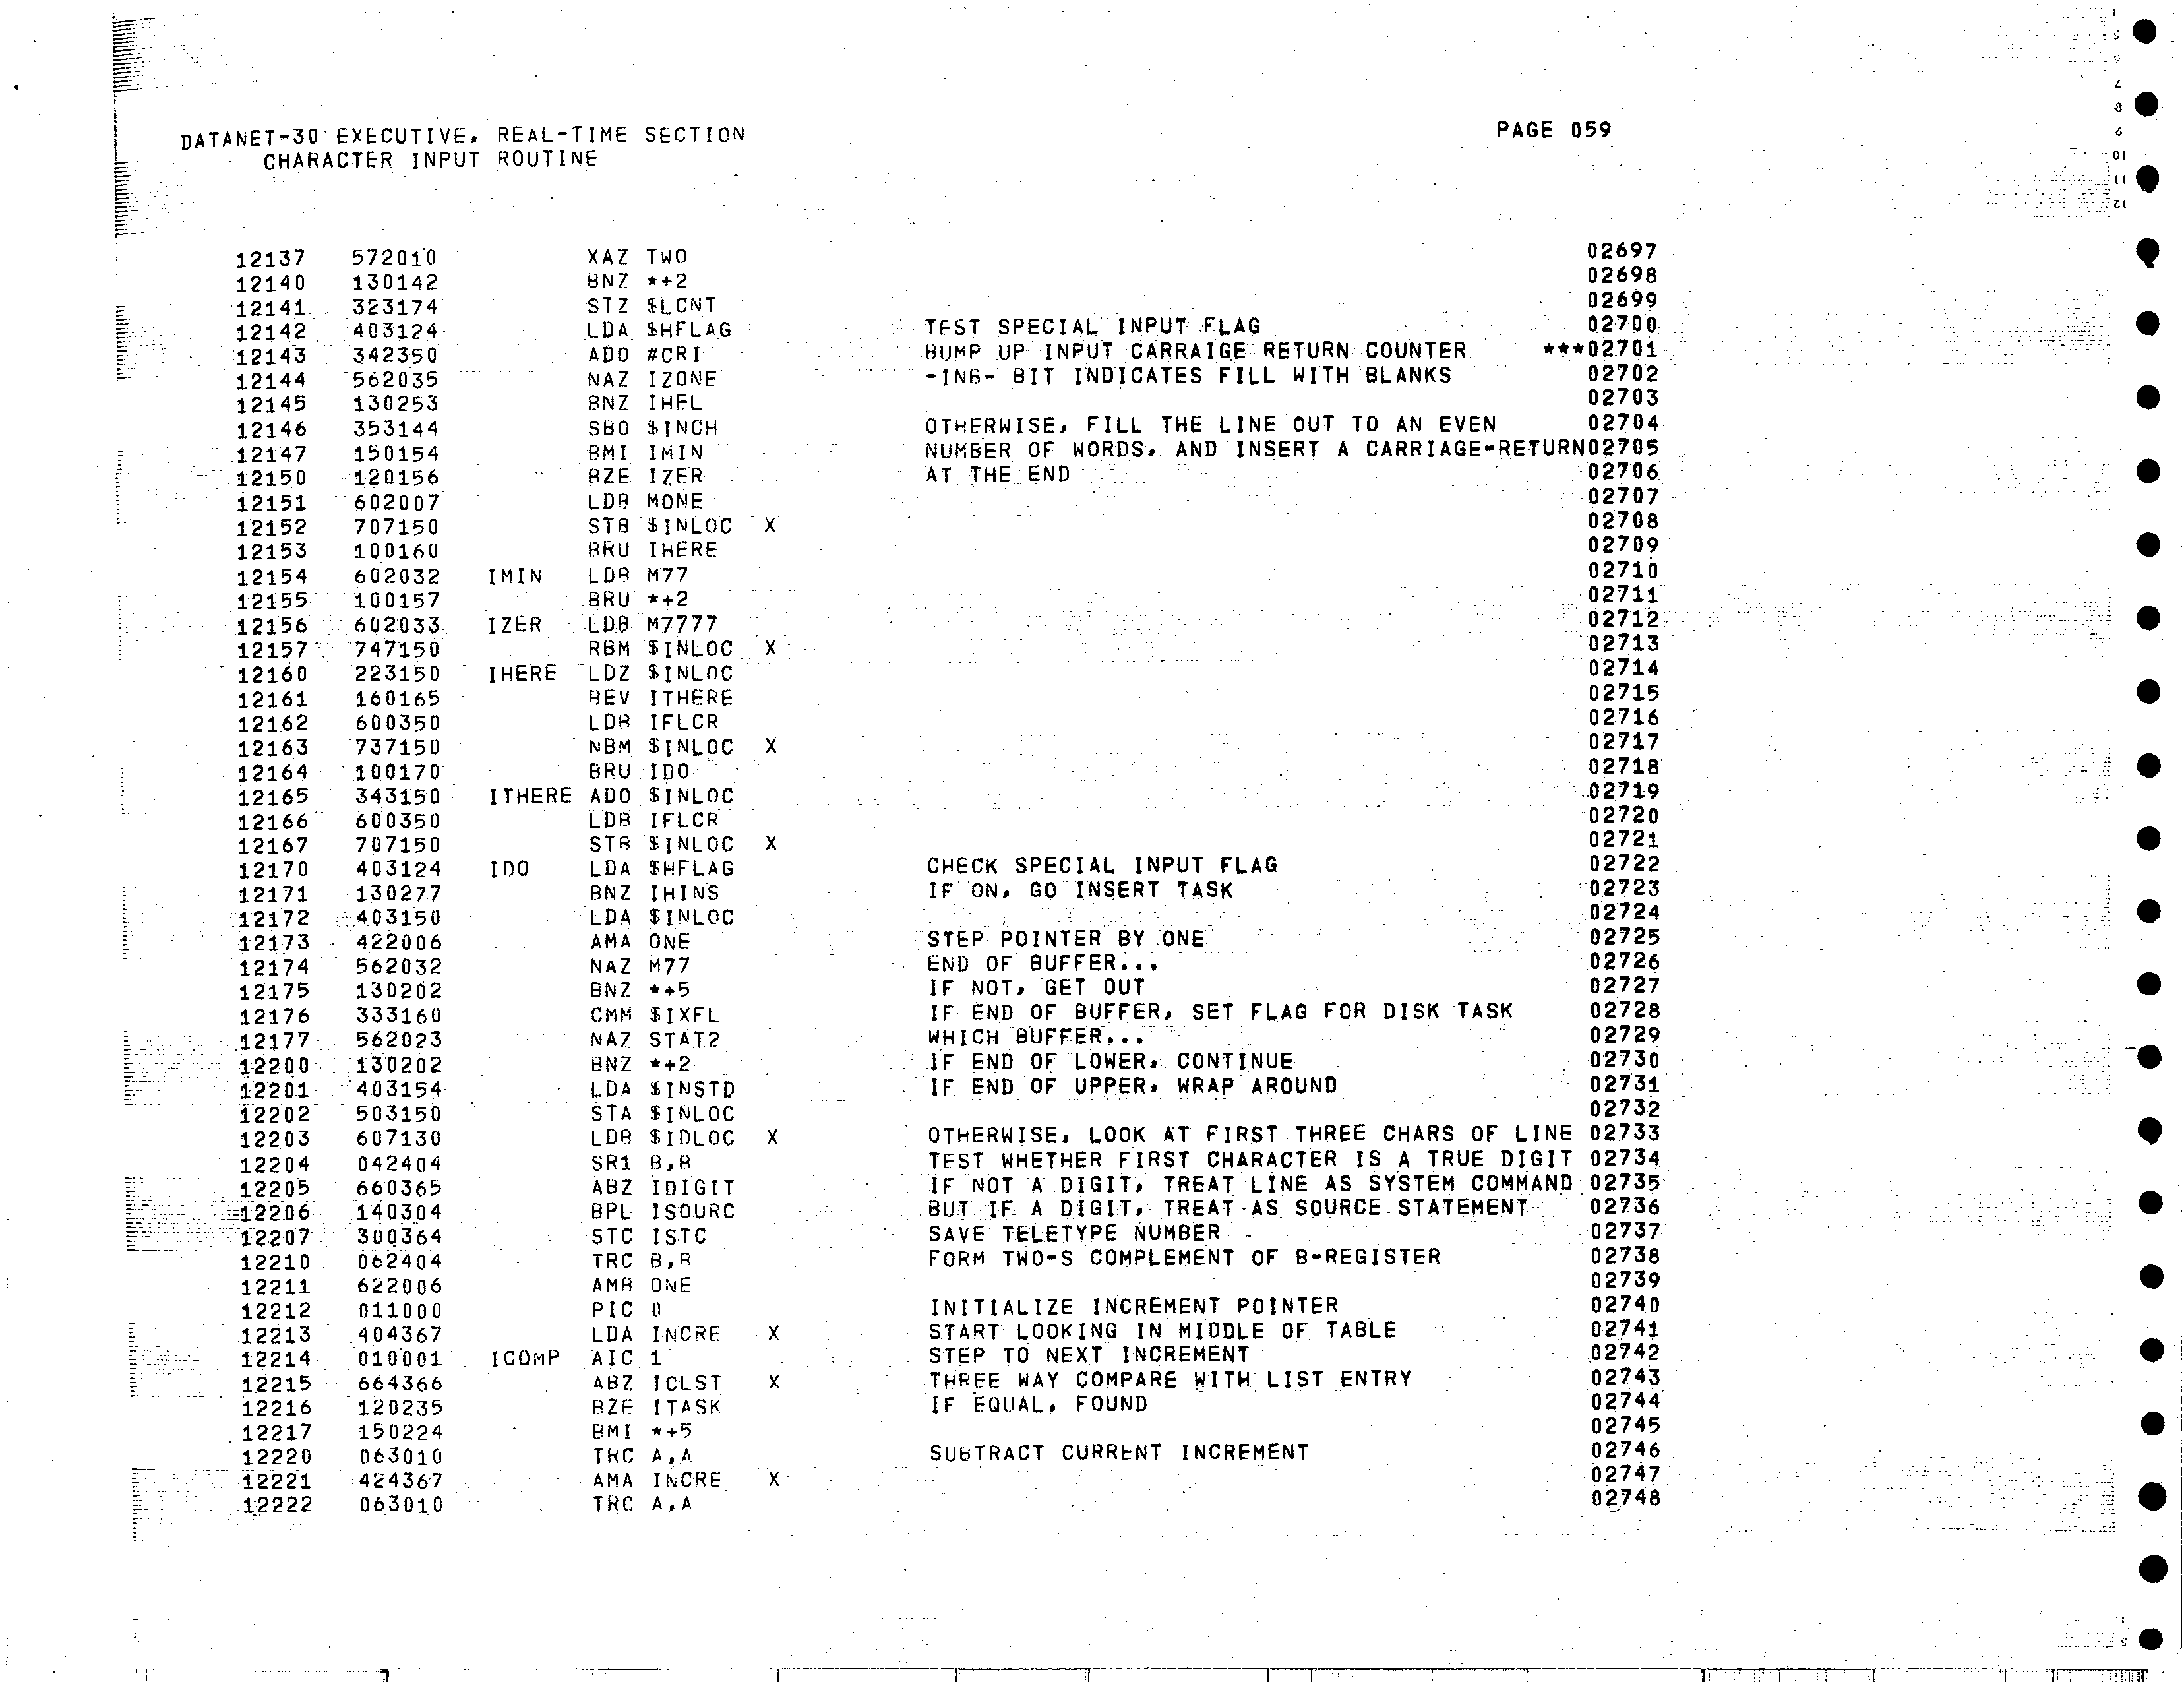 DATANET-30 EXECUTIVE, REAL-TIME SECTION PAGE 059
CHARACTER INPUT ROUTINE
12137 572010 XAZ TWO 02697
12140 130142 BNZ *+2 02698
12141 323174 STZ $LCNT 02699
12142 403124 LDA $HFLAG TEST SPECIAL INPUT FLAG 02700
12143 342350 ADO #CRI BUMP UP INPUT CARRAIGE RETURN COUNTER ***02701
12144 562035 NAZ IZONE -IN6- BIT INDICATES FILL WITH BLANKS 02702
12145 130253 BNZ IHFL 02703
12146 353144 SBO $INCH OTHERWISE, FILL THE LINE OUT TO AN EVEN 02704
12147 150154 BMI IMIN NUMBER OF WORDS, AND INSERT A CARRIAGE-RETURN02705
12150 120156 BZE IZER AT THE END 02706
12151 602007 LDB MONE 02707
12152 707150 STB $INLOC X 02708
12153 100160 BRU IHERE 02709
12154 602032 IMIN LDB M77 02710
12155 100157 BRU *+2 02711
12156 602033 IZER LDB M7777 02712
12157 747150 RBM $INLOC X 02713
12160 223150 IHERE LDZ $INLOC 02714
12161 160165 BEV ITHERE 02715
12162 600350 LDB IFLCR 02716
12163 737150 NBM $INLOC X 02717
12164 100170 BRU IDO 02718
12165 343150 ITHERE ADO $INLOC 02719
12166 600350 LDB IFLCR 02720
12167 707150 STB $INLOC X 02721
12170 403124 IDO LDA $HFLAG CHECK SPECIAL INPUT FLAG 02722
12171 130277 BNZ IHINS IF ON, GO INSERT TASK 02723
12172 403150 LDA $INLOC 02724
12173 422006 AMA ONE STEP POINTER BY ONE 02725
12174 562032 NAZ M77 END OF BUFFER... 02726
12175 130202 BNZ *+5 IF NOT, GET OUT 02727
12176 333160 CMM $IXFL IF END OF BUFFER, SET FLAG FOR DISK TASK 02728
12177 562023 NAZ STAT2 WHICH BUFFER... 02729
12200 130202 BNZ *+2 IF END OF LOWER, CONTINUE 02730
12201 403154 LDA $INSTD IF END OF UPPER, WRAP AROUND 02731
12202 503150 STA $INLOC 02732
12203 607130 LDB $IDLOC X OTHERWISE, LOOK AT FIRST THREE CHARS OF LINE 02733
12204 042404 SR1 B,B TEST WHETHER FIRST CHARACTER IS A TRUE DIGIT 02734
12205 660365 ABZ IDIGIT IF NOT A DIGIT, TREAT LINE AS SYSTEM COMMAND 02735
12206 140304 BPL ISOURC BUT IF A DIGIT, TREAT AS SOURCE STATEMENT 02736
12207 300364 STC ISTC SAVE TELETYPE NUMBER 02737
12210 062404 TRC B,B FORM TWO-S COMPLEMENT OF B-REGISTER 02738
12211 622006 AMB ONE 02739
12212 011000 PIC 0 INITIALIZE INCREMENT POINTER 02740
12213 404367 LDA INCRE X START LOOKING IN MIDDLE OF TABLE 02741
12214 010001 ICOMP AIC 1 STEP TO NEXT INCREMENT 02742
12215 664366 ABZ ICLST X THREE WAY COMPARE WITH LIST ENTRY 02743
12216 120235 BZE ITASK IF EQUAL, FOUND 02744
12217 150224 BMI *+5 02745
12220 063010 TRC A,A SUBTRACT CURRENT INCREMENT 02746
12221 424367 AMA INCRE X 02747
12222 063010 TRC A,A 02748